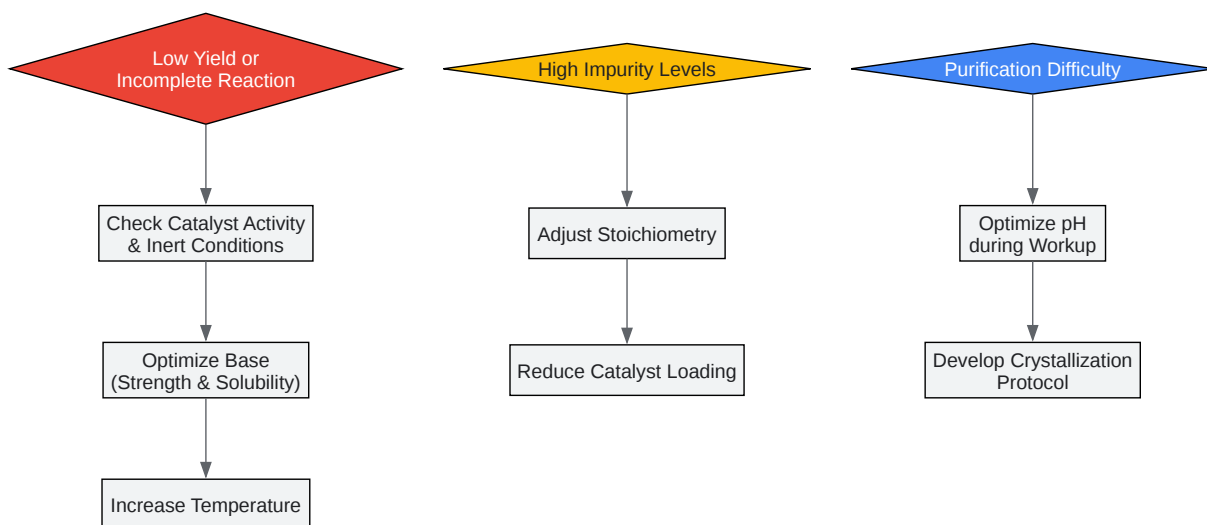 Low Yield or
Incomplete Reaction
Check Catalyst Activity
& Inert Conditions
Optimize Base
(Strength & Solubility)
Increase Temperature
High Impurity Levels
Adjust Stoichiometry
Reduce Catalyst Loading
Purification Difficulty
Optimize pH
during Workup
Develop Crystallization
Protocol